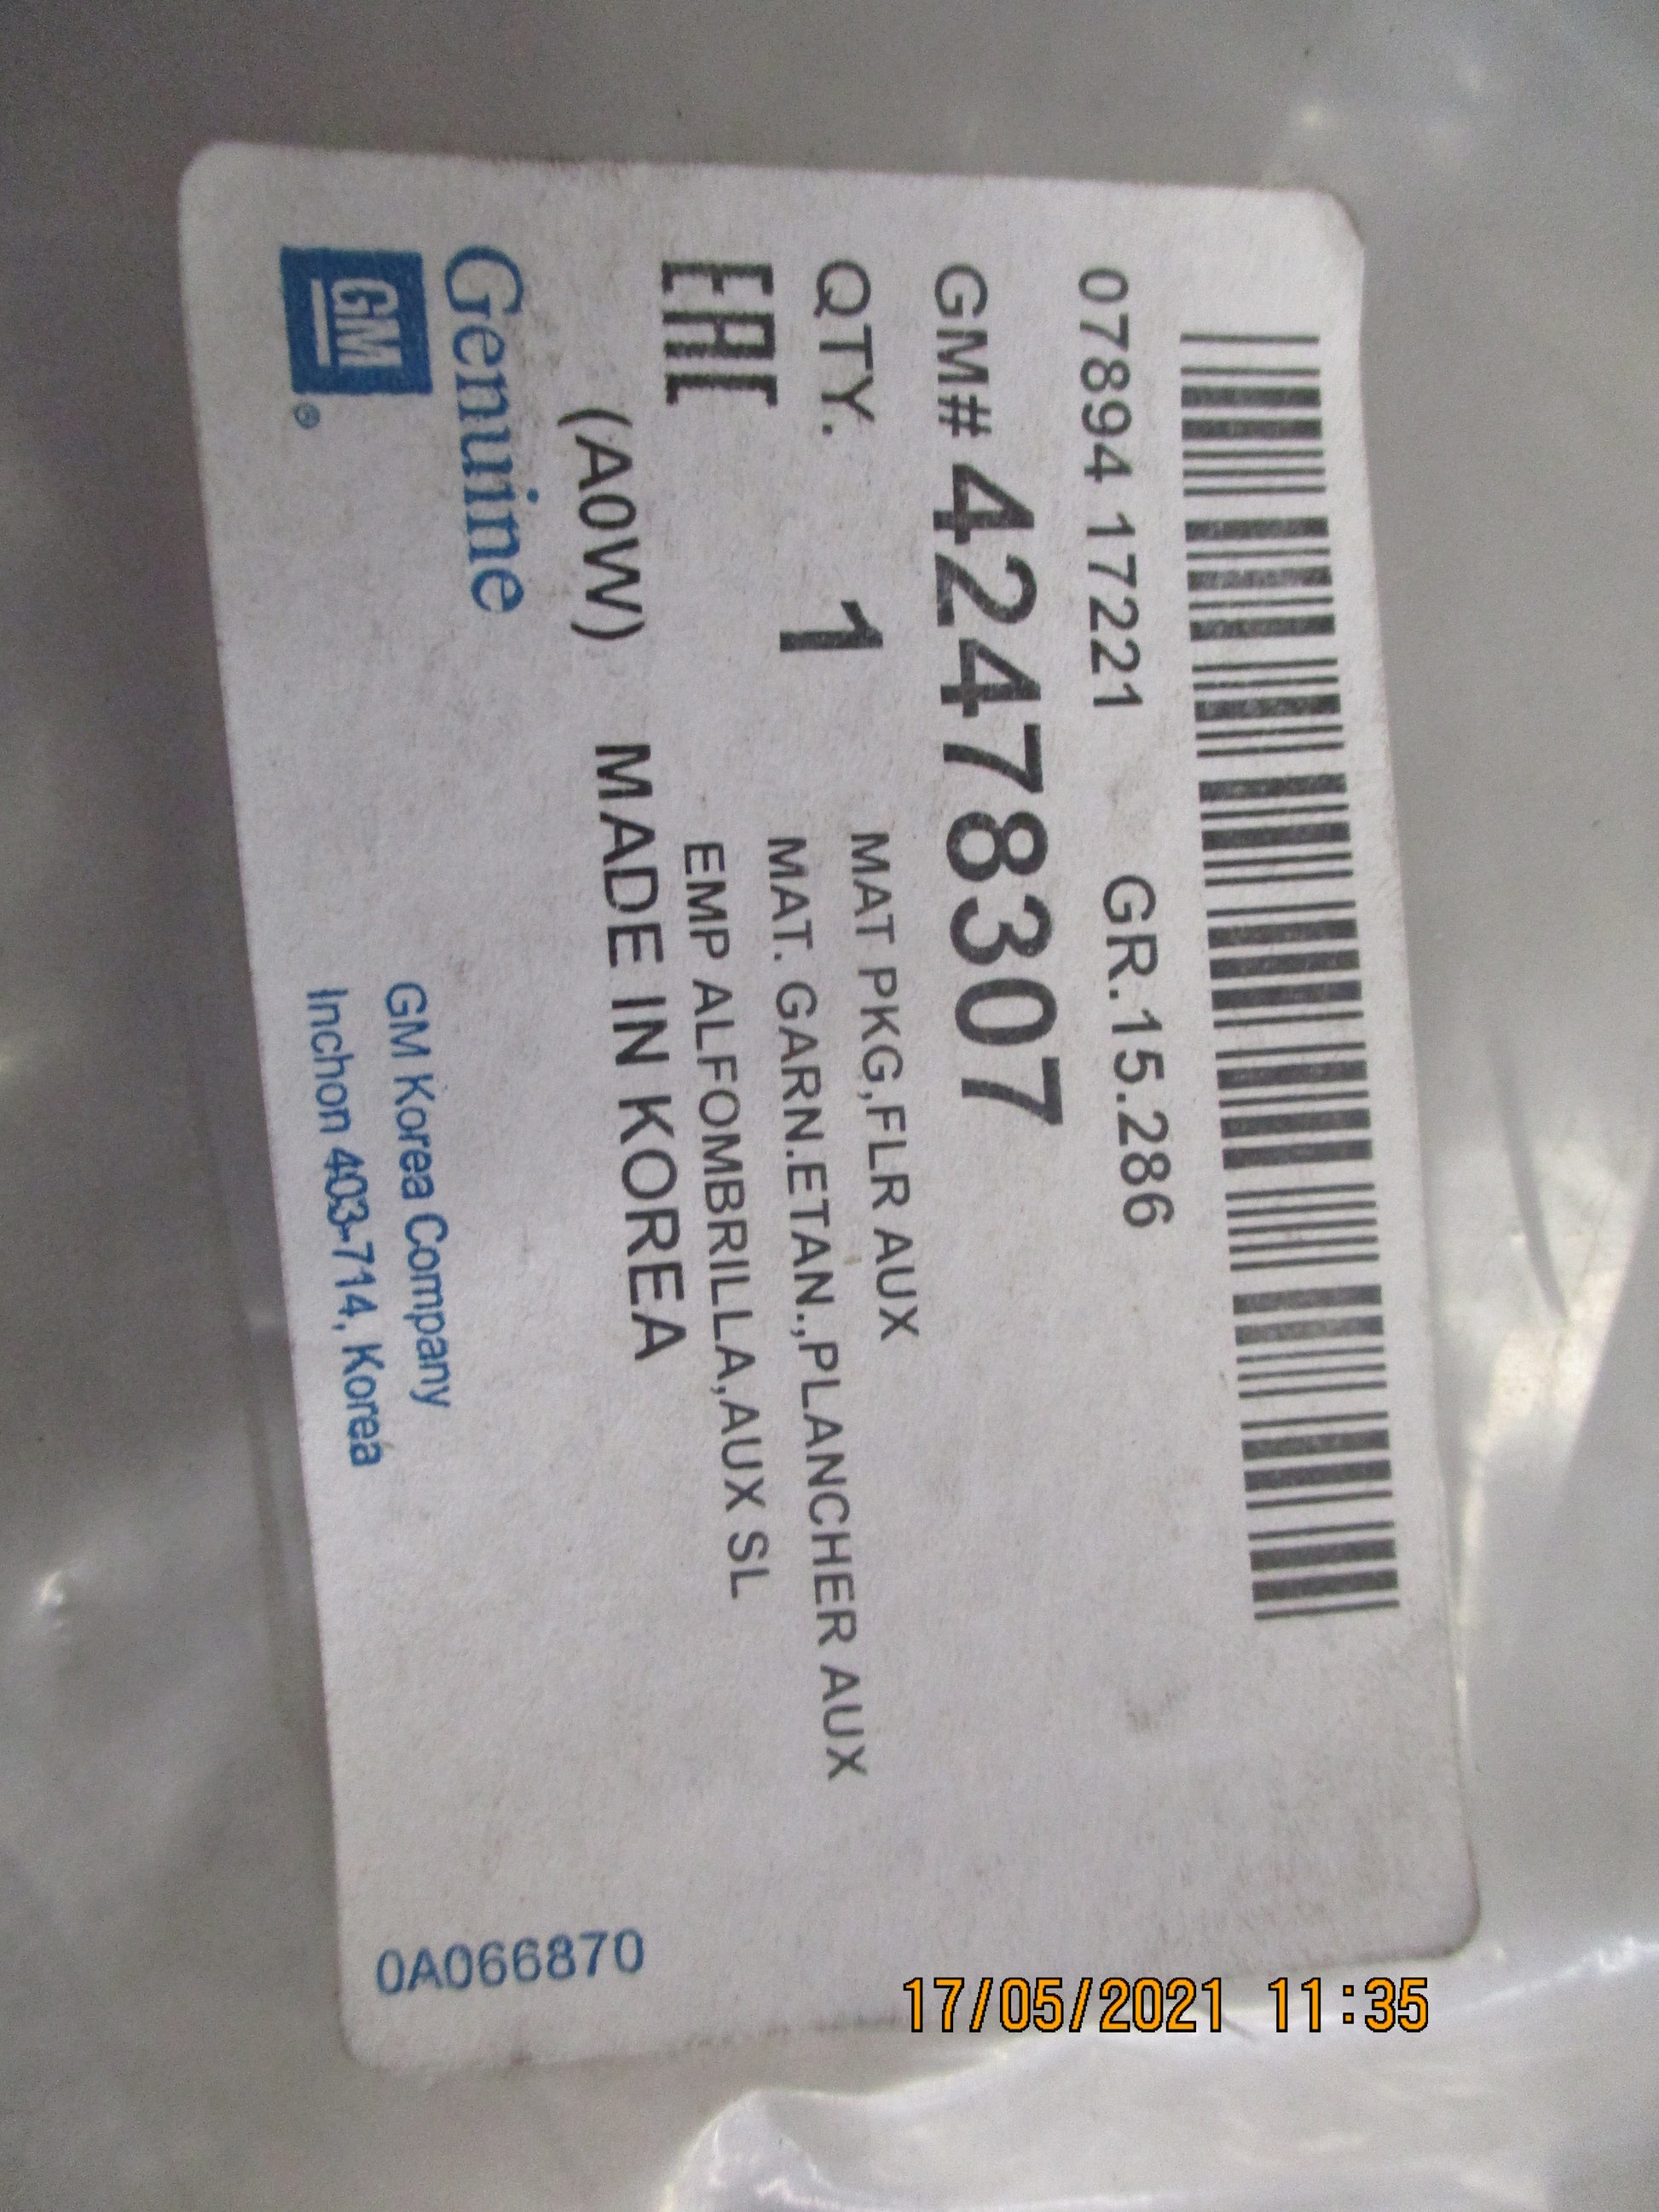 07894 17221 GR.15.286
GM# 42478307
QTY. 1 MAT PKG,FLR AUX
MAT. GARN.ETAN.,PLANCHER AUX
EAC EMP ALFOMBRILLA,AUX SL
(A0W) MADE IN KOREA
Genuine
GM ®
GM Korea Company
Inchon 403-714, Korea
0A066870
17/05/2021 11:35